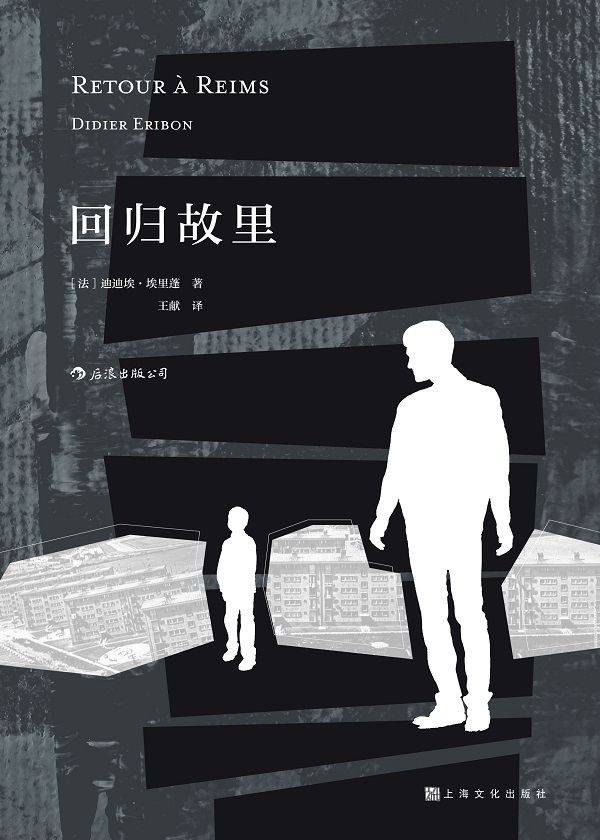 RETOUR À REIMS
DIDIER ERIBON
回归故里
［法］迪迪埃·埃里蓬 著
王献 译
后浪出版公司
上海文化出版社